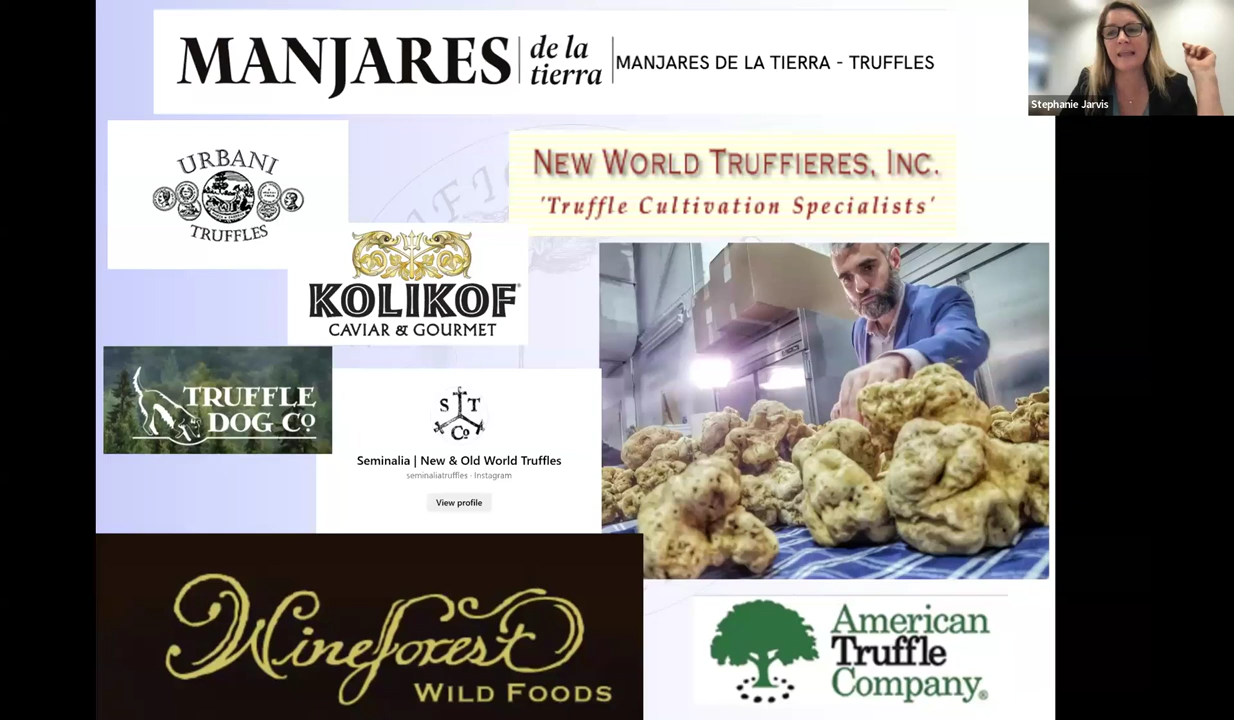 MANJARES
de la
tierra
MANJARES DE LA TIERRA - TRUFFLES
Stephanie Jarvis
URBANI
TRUFFLES
NEW WORLD TRUFFIERES, INC.
'Truffle Cultivation Specialists'
KOLIKOF
CAVIAR & GOURMET
TRUFFLE
DOG CO
S T
Co
Seminalia | New & Old World Truffles
seminaliatruffles · Instagram
View profile
Wineforest
WILD FOODS
American
Truffle
Company®